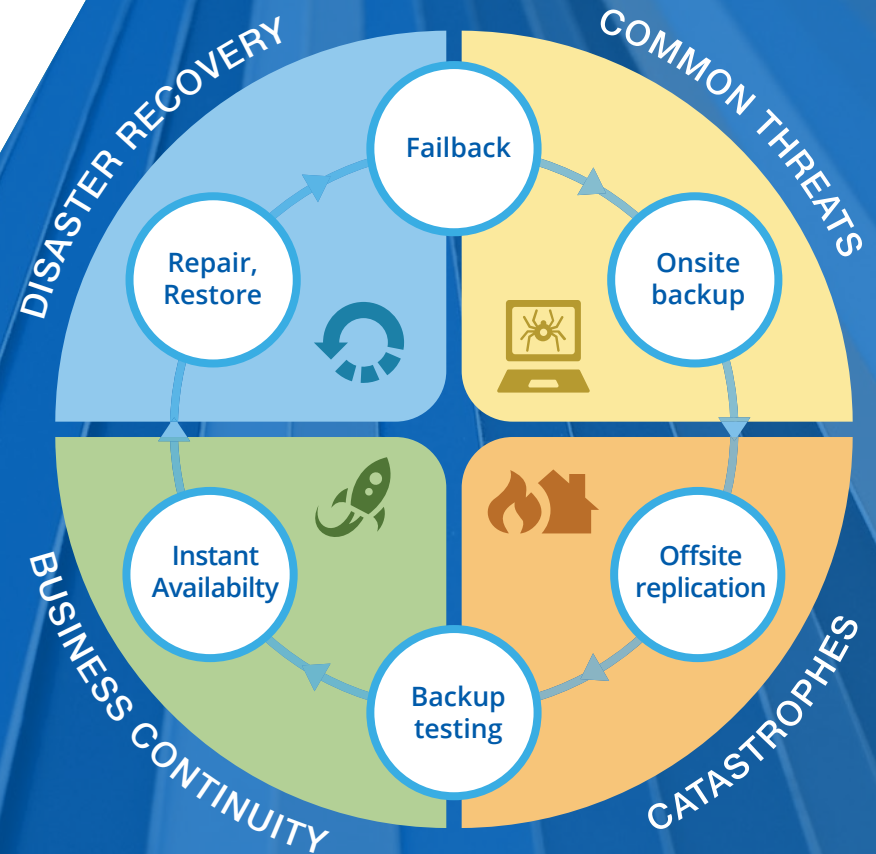 DISASTER RECOVERY
COMMON THREATS
Failback
Repair,
Restore
Onsite
backup
Instant
Availabilty
Offsite
replication
Backup
testing
BUSINESS CONTINUITY
CATASTROPHES